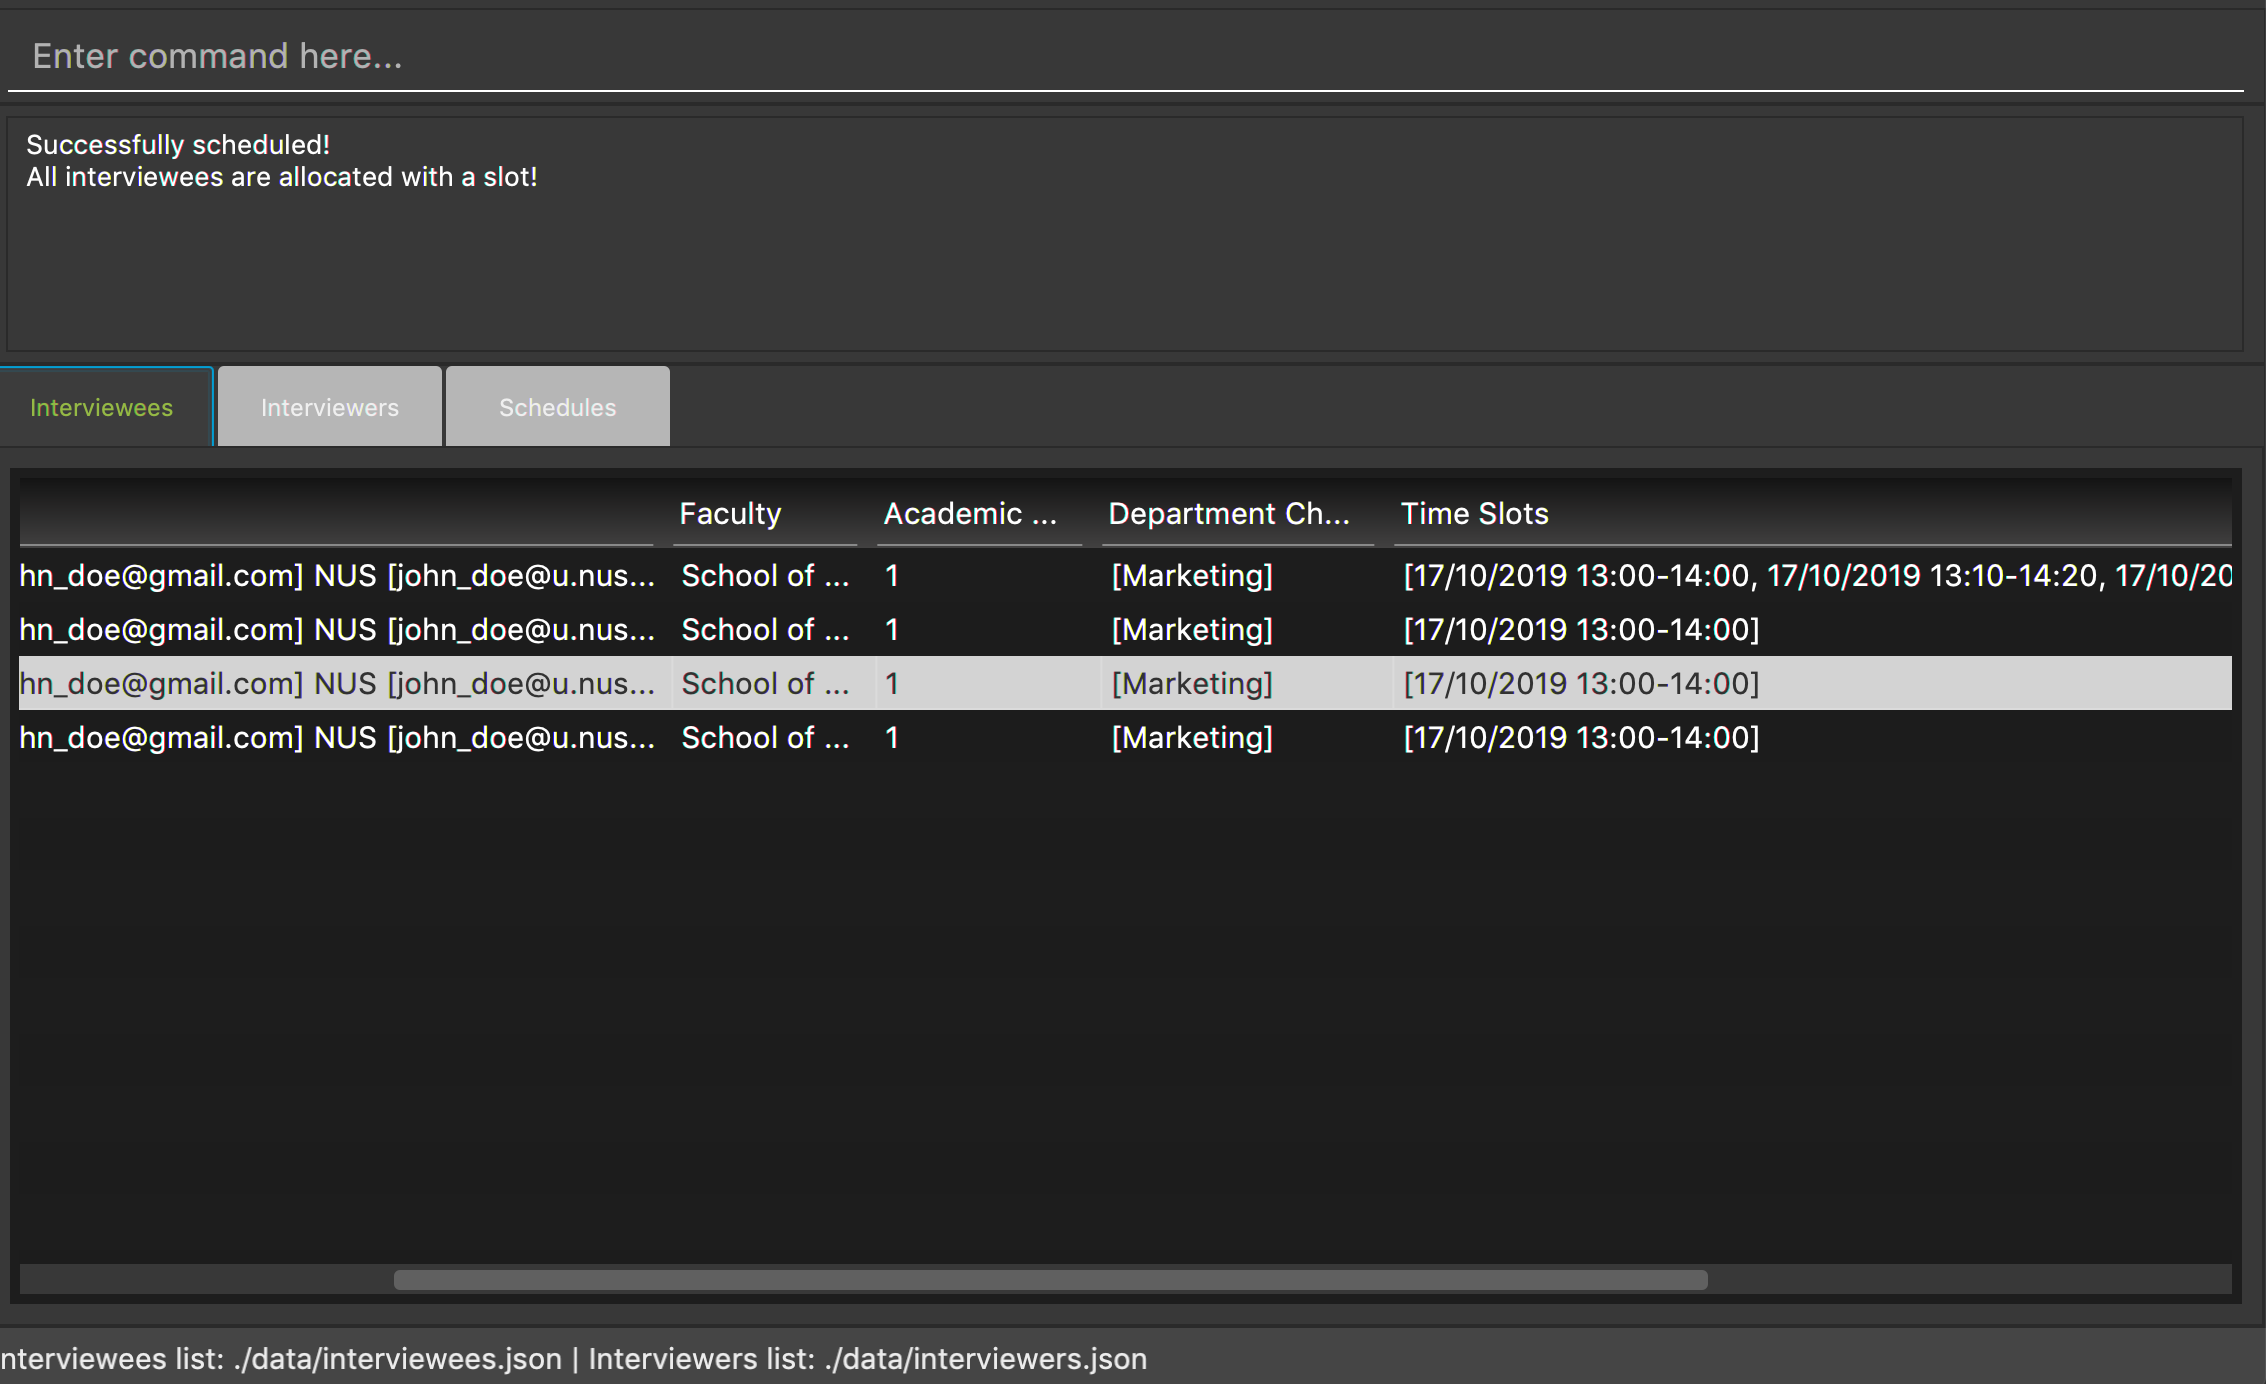 Enter command here...
Successfully scheduled!
All interviewees are allocated with a slot!
Interviewees Interviewers Schedules
Faculty Academic ... Department Ch... Time Slots
hn_doe@gmail.com] NUS [john_doe@u.nus... School of ... 1 [Marketing] [17/10/2019 13:00-14:00, 17/10/2019 13:10-14:20, 17/10/20
hn_doe@gmail.com] NUS [john_doe@u.nus... School of ... 1 [Marketing] [17/10/2019 13:00-14:00]
hn_doe@gmail.com] NUS [john_doe@u.nus... School of ... 1 [Marketing] [17/10/2019 13:00-14:00]
hn_doe@gmail.com] NUS [john_doe@u.nus... School of ... 1 [Marketing] [17/10/2019 13:00-14:00]
nterviewees list: ./data/interviewees.json | Interviewers list: ./data/interviewers.json